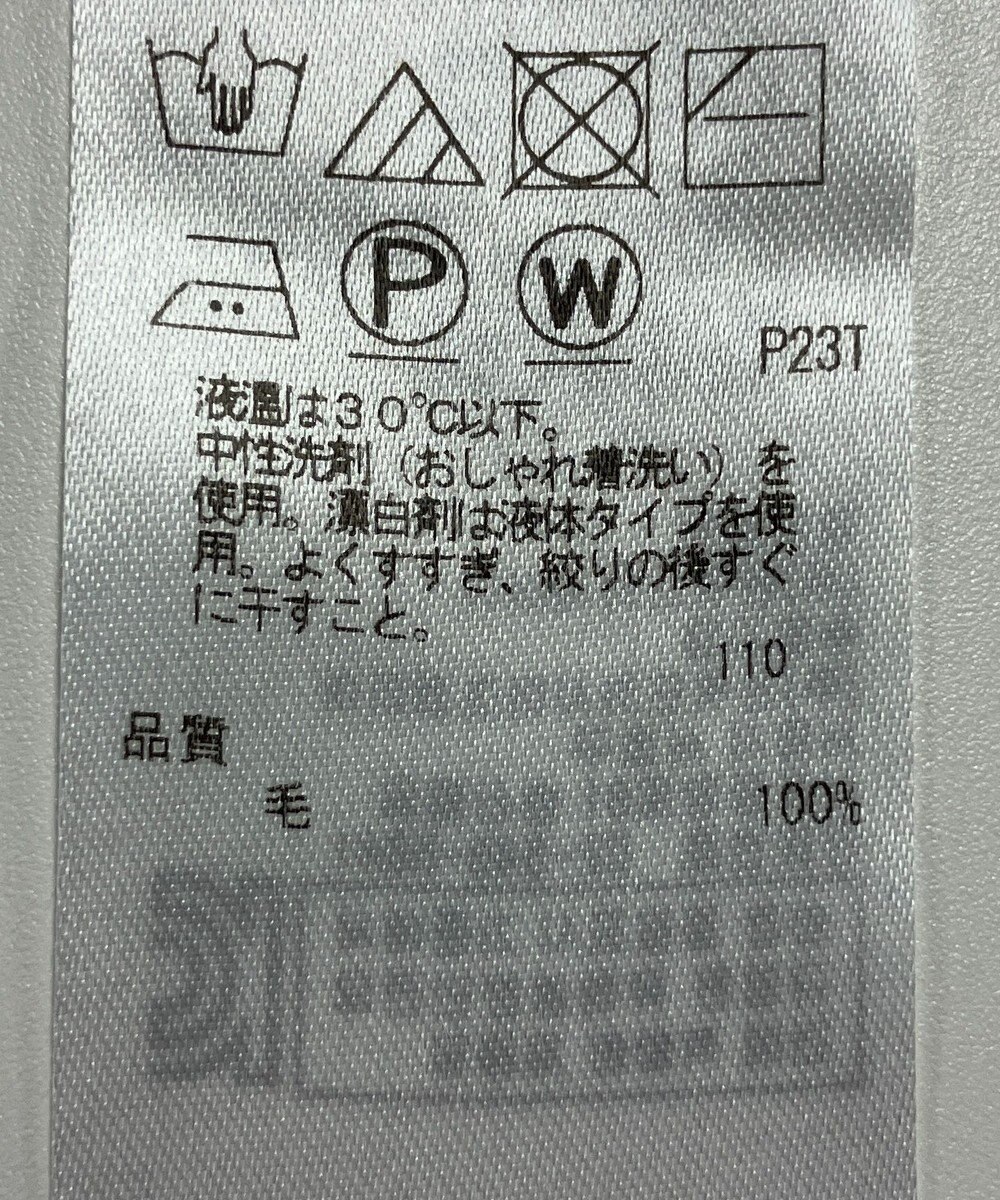 P
W
P23T
液温は30℃以下。
中性洗剤（おしゃれ着洗い）を
使用。漂白剤は液体タイプを使
用。よくすすぎ、絞りの後すぐ
に干すこと。
110
品質
毛 100%